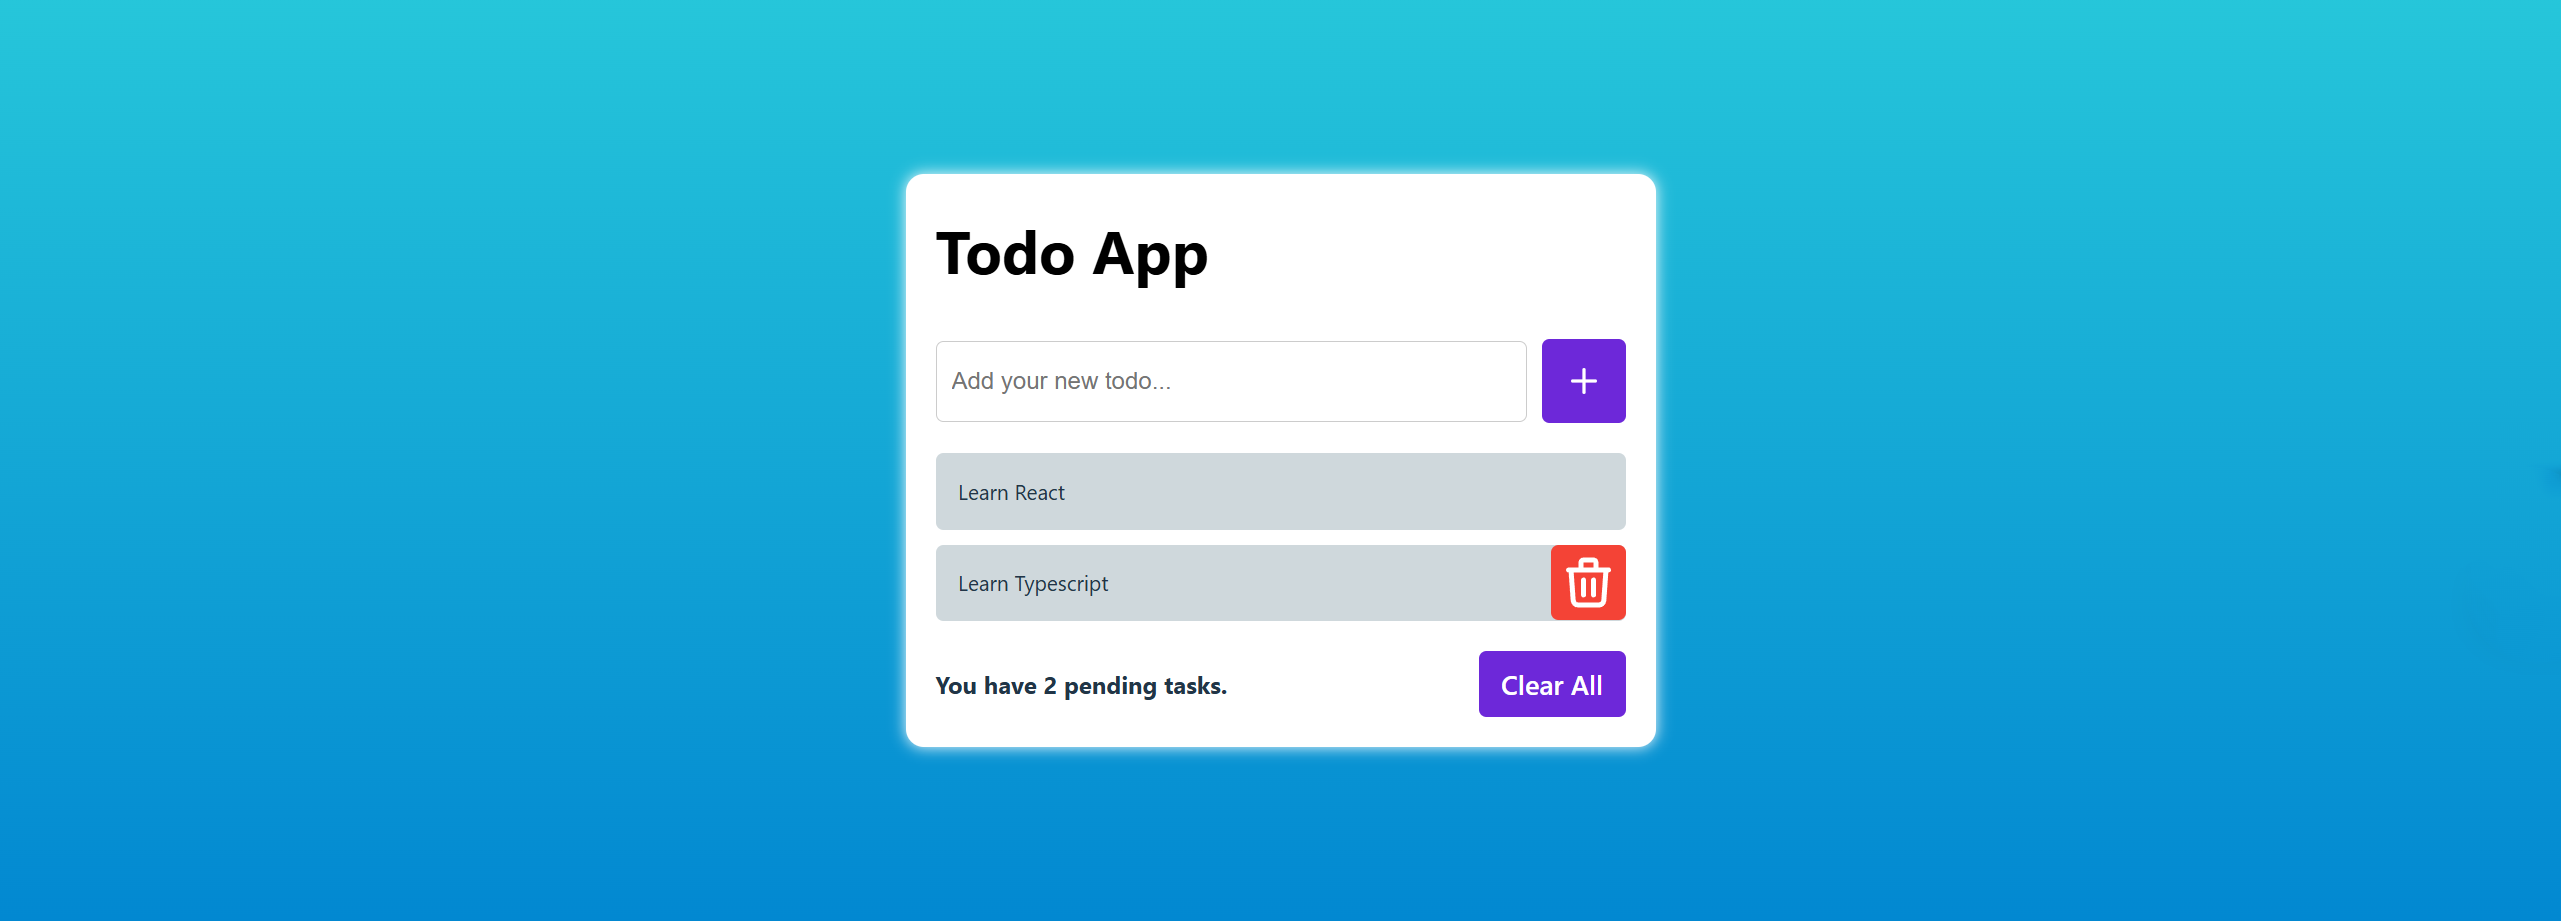 Todo App
Add your new todo...
Learn React
Learn Typescript
You have 2 pending tasks.
Clear All